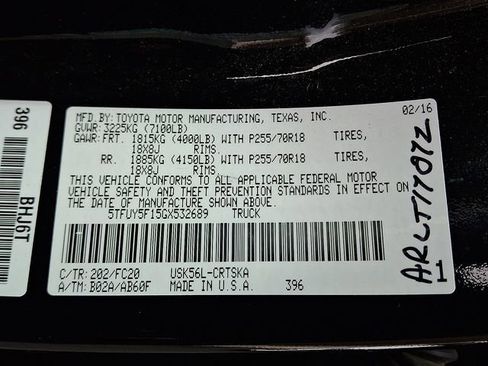 MFD.BY:TOYOTA MOTOR MANUFACTURING, TEXAS, INC. 02/16
GVWR:3225KG (7100LB)
GAWR:FRT. 1815KG (4000LB) WITH P255/70R18 TIRES,
18X8J RIMS.
RR. 1885KG (4150LB) WITH P255/70R18 TIRES,
18X8J RIMS.
THIS VEHICLE CONFORMS TO ALL APPLICABLE FEDERAL MOTOR
VEHICLE SAFETY AND THEFT PREVENTION STANDARDS IN EFFECT ON
THE DATE OF MANUFACTURE SHOWN ABOVE.
5TFUY5F15GX532689 TRUCK
C/TR:202/FC20 USK56L-CRTSKA
A/TM:B02A/AB60F MADE IN U.S.A. 396
396
BHJ6T
ARLT17072
1